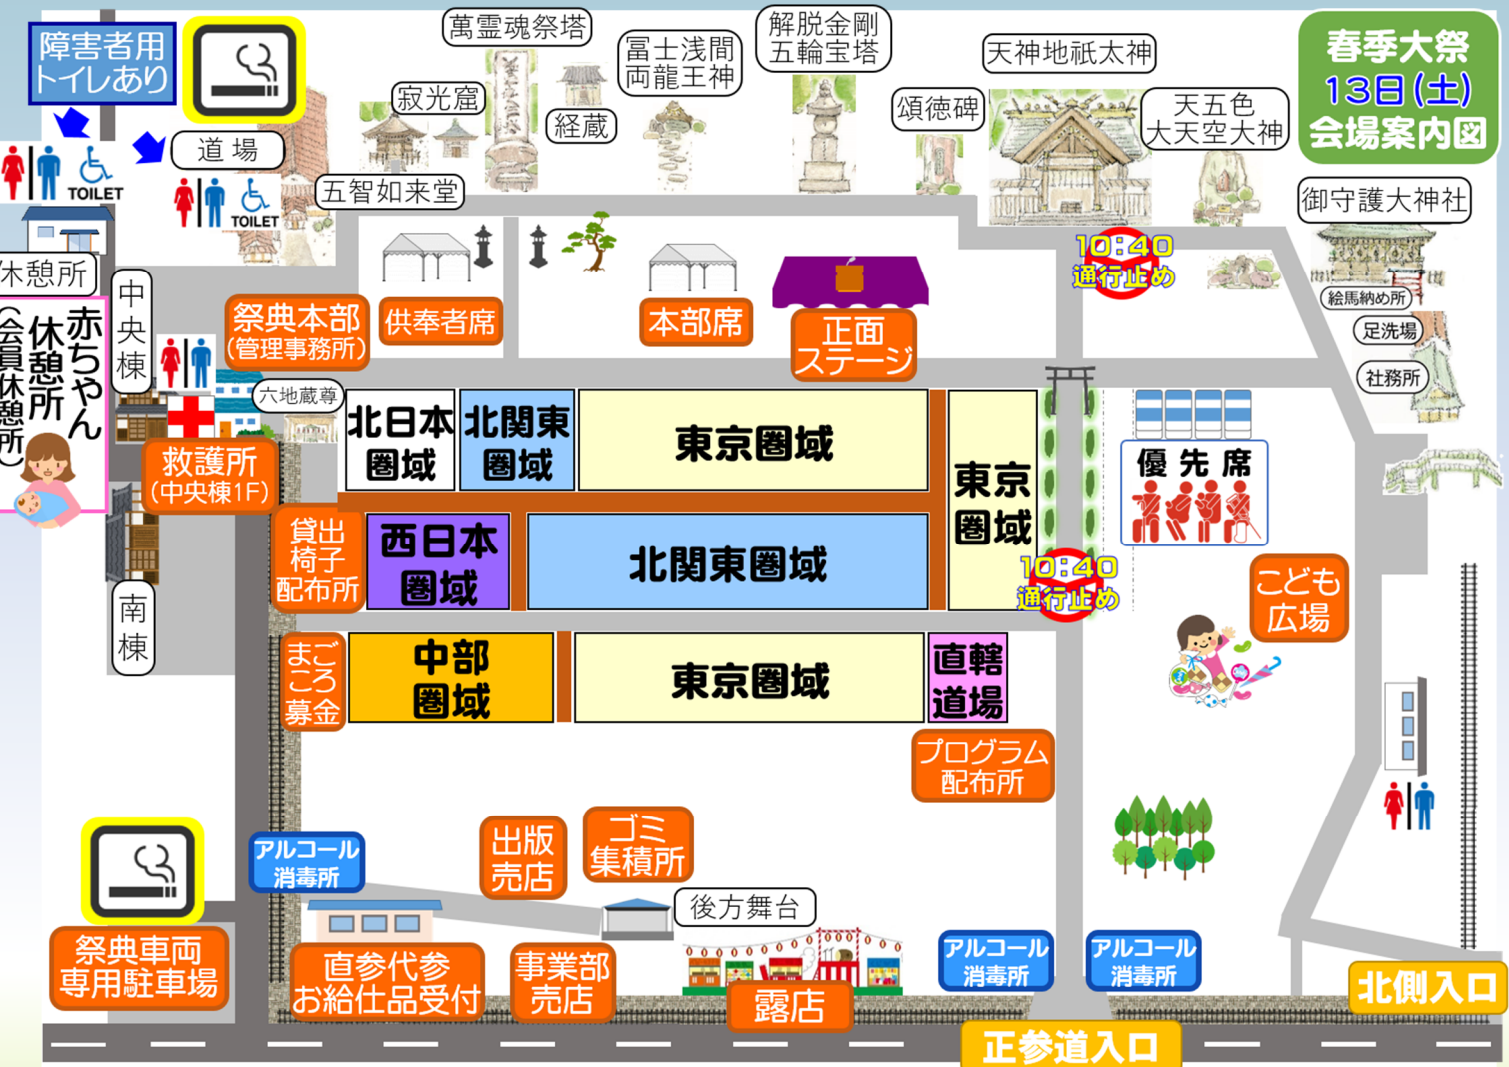 障害者用
トイレあり
萬霊魂祭塔
冨士浅間
両龍王神
解脱金剛
五輪宝塔
天神地祇太神
春季大祭
13日(土)
会場案内図
寂光窟
経蔵
頌徳碑
天五色
大天空大神
道場
TOILET
TOILET
五智如来堂
御守護大神社
休憩所
中央棟
10:40
通行止め
絵馬納め所
足洗場
社務所
赤ちゃん
休憩所
(会員休憩所)
祭典本部
(管理事務所)
供奉者席
本部席
正面
ステージ
六地蔵尊
北日本
圏域
北関東
圏域
東京圏域
東京
圏域
優先席
救護所
(中央棟1F)
貸出
椅子
配布所
西日本
圏域
北関東圏域
10:40
通行止め
こども
広場
南棟
まご
ころ
募金
中部
圏域
東京圏域
直轄
道場
プログラム
配布所
アルコール
消毒所
出版
売店
ゴミ
集積所
後方舞台
祭典車両
専用駐車場
直参代参
お給仕品受付
事業部
売店
露店
アルコール
消毒所
アルコール
消毒所
北側入口
正参道入口